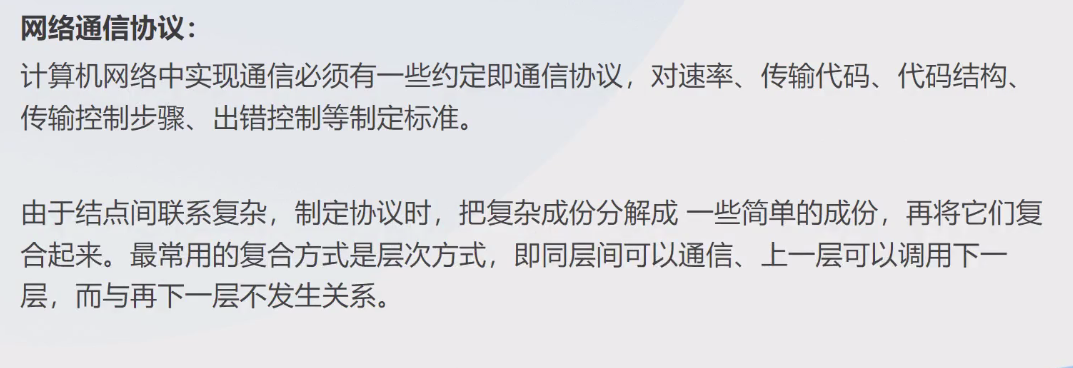 网络通信协议：
计算机网络中实现通信必须有一些约定即通信协议，对速率、传输代码、代码结构、
传输控制步骤、出错控制等制定标准。
由于结点间联系复杂，制定协议时，把复杂成份分解成 一些简单的成份，再将它们复
合起来。最常用的复合方式是层次方式，即同层间可以通信、上一层可以调用下一
层，而与再下一层不发生关系。